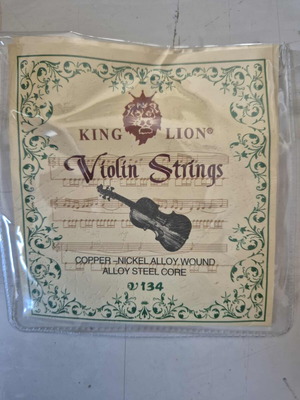 KING LION®
Violin Strings
COPPER-NICKEL ALLOY WOUND
ALLOY STEEL CORE
V134